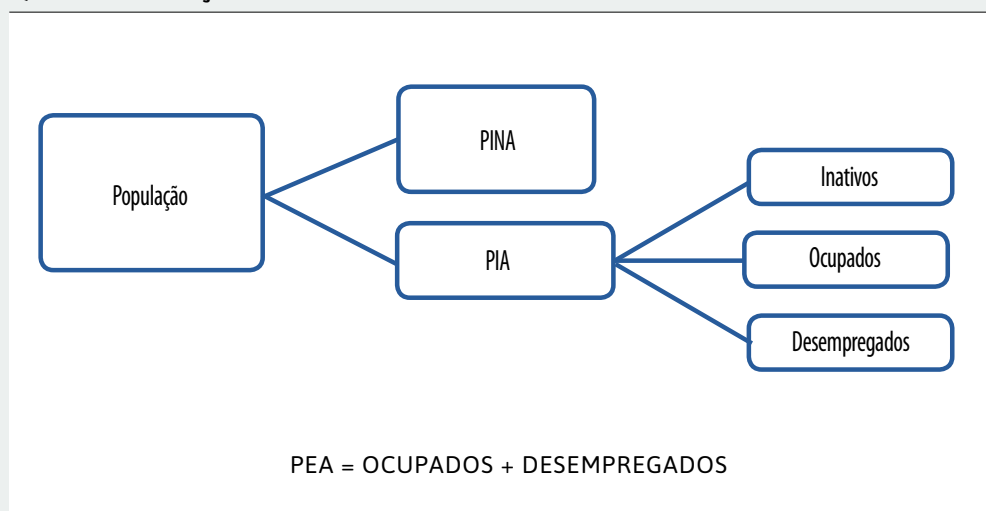 População
PINA
PIA
Inativos
Ocupados
Desempregados
PEA = OCUPADOS + DESEMPREGADOS